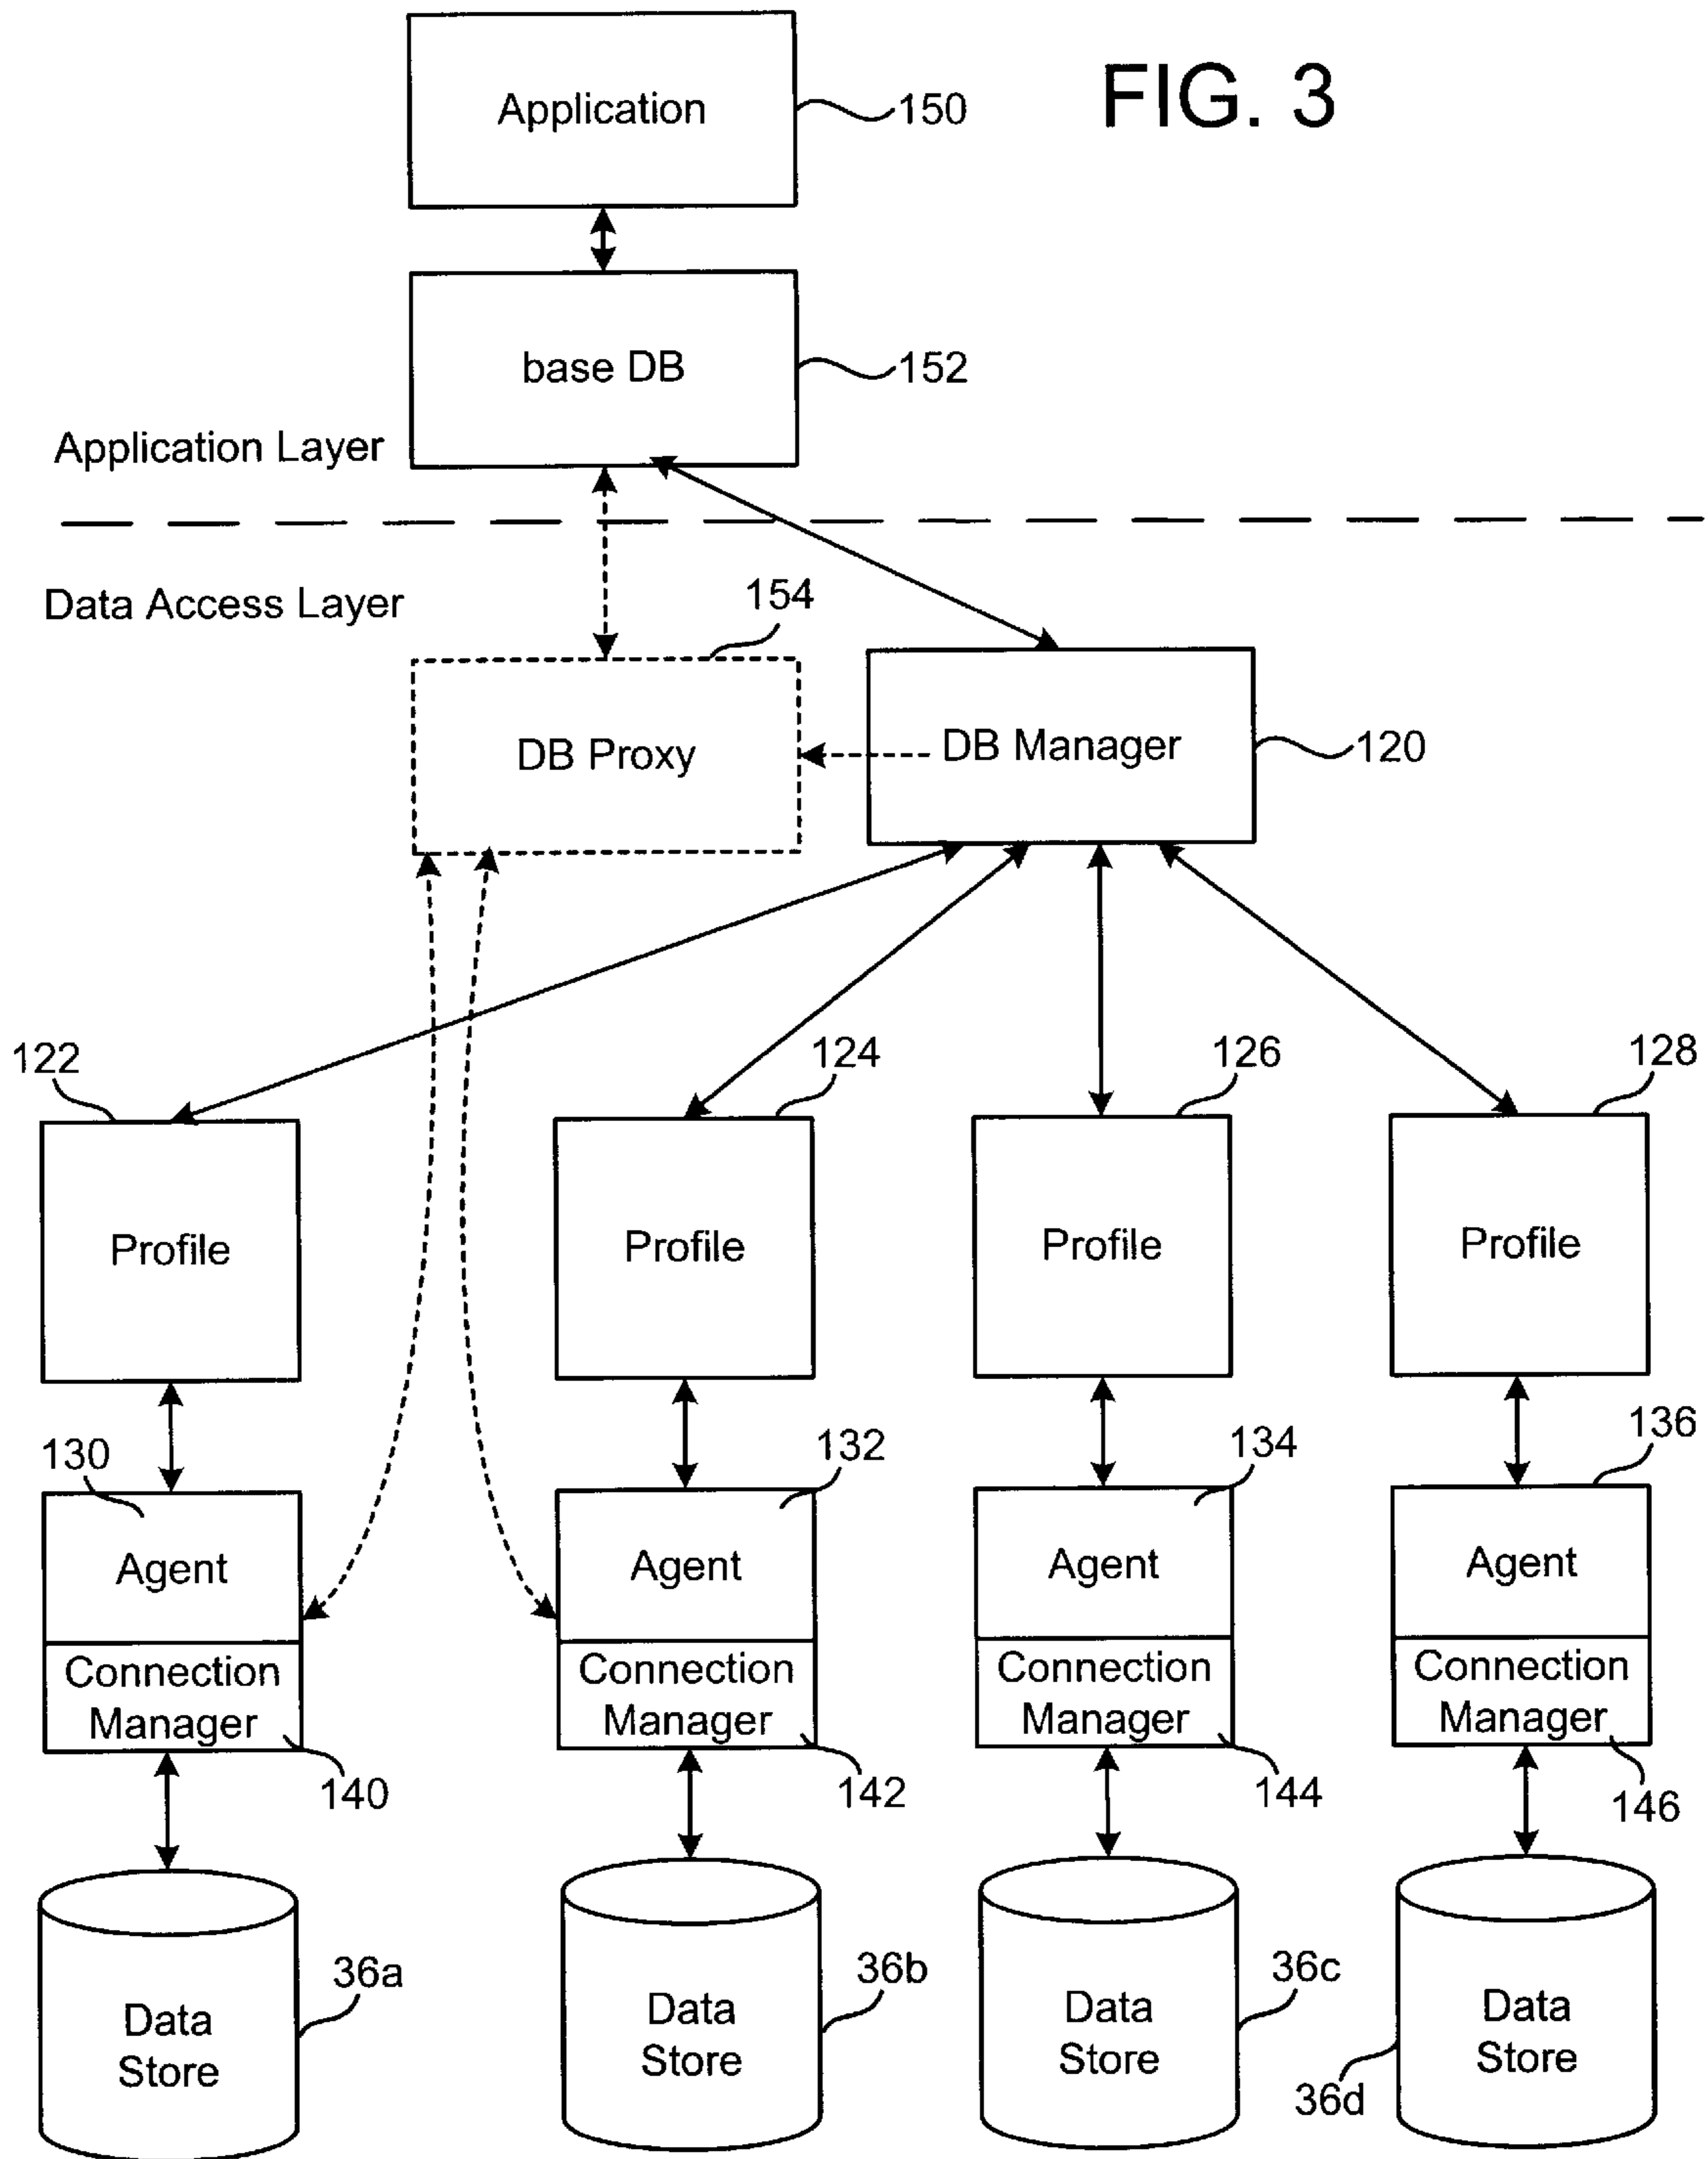 FIG. 3
Application
150
base DB
152
Application Layer
Data Access Layer
154
DB Proxy
DB Manager
120
122
124
126
128
Profile
Profile
Profile
Profile
130
132
134
136
Agent
Agent
Agent
Agent
Connection
Manager
Connection
Manager
Connection
Manager
Connection
Manager
140
142
144
146
36a
36b
36c
36d
Data
Store
Data
Store
Data
Store
Data
Store